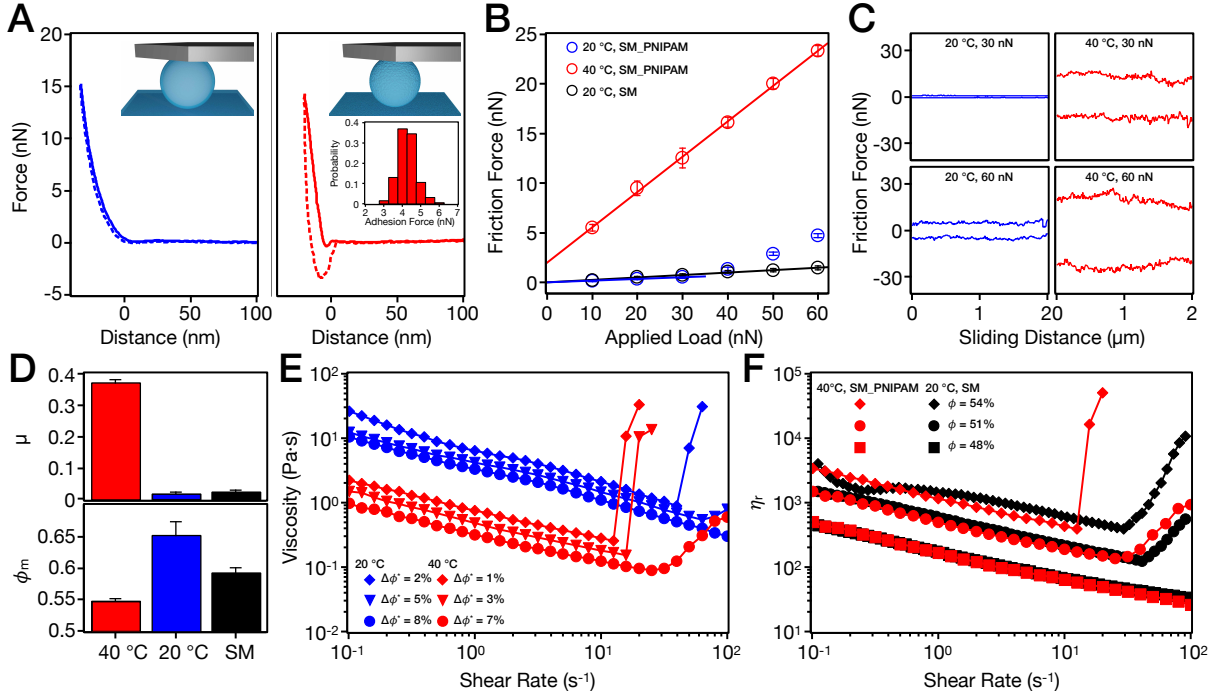 A
Force (nN)
20
15
10
5
0
-5
0
50
100
Distance (nm)
0
50
100
Distance (nm)
Probability
0.4
0.3
0.2
0.1
0
2
3
4
5
6
7
Adhesion Force (nN)
B
Friction Force (nN)
25
20
15
10
5
0
20 °C, SM_PNIPAM
40 °C, SM_PNIPAM
20 °C, SM
0
10
20
30
40
50
60
Applied Load (nN)
C
Friction Force (nN)
30
0
-30
30
0
-30
20 °C, 30 nN
40 °C, 30 nN
20 °C, 60 nN
40 °C, 60 nN
0
1
20
1
2
Sliding Distance (µm)
D
µ
0.4
0.3
0.2
0.1
0
ϕm
0.65
0.6
0.55
0.5
40 °C
20 °C
SM
E
Viscosity (Pa·s)
10²
10¹
10⁰
10⁻¹
10⁻²
20 °C
40 °C
Δϕ* = 2%
Δϕ* = 1%
Δϕ* = 5%
Δϕ* = 3%
Δϕ* = 8%
Δϕ* = 7%
10⁻¹
10⁰
10¹
10²
Shear Rate (s⁻¹)
F
ηr
10⁵
10⁴
10³
10²
10¹
40°C, SM_PNIPAM
20 °C, SM
ϕ = 54%
ϕ = 51%
ϕ = 48%
10⁻¹
10⁰
10¹
10²
Shear Rate (s⁻¹)